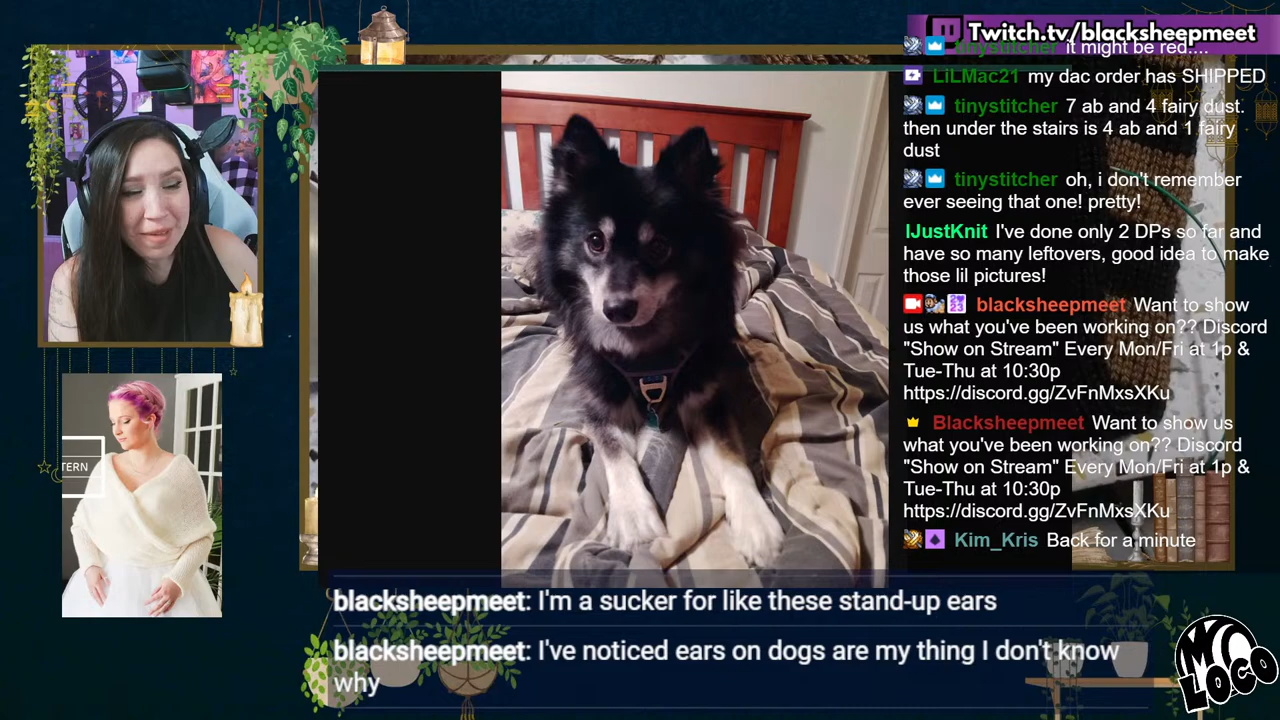 Twitch.tv/blacksheepmeet
tinystitcher it might be red....
LiLMac21 my dac order has SHIPPED
tinystitcher 7 ab and 4 fairy dust.
then under the stairs is 4 ab and 1 fairy
dust
tinystitcher oh, i don't remember
ever seeing that one! pretty!
IJustKnit I've done only 2 DPs so far and
have so many leftovers, good idea to make
those lil pictures!
blacksheepmeet Want to show
us what you've been working on?? Discord
"Show on Stream" Every Mon/Fri at 1p &
Tue-Thu at 10:30p
https://discord.gg/ZvFnMxsXKu
Blacksheepmeet Want to show us
what you've been working on?? Discord
"Show on Stream" Every Mon/Fri at 1p &
Tue-Thu at 10:30p
https://discord.gg/ZvFnMxsXKu
Kim_Kris Back for a minute
TERN
blacksheepmeet: I'm a sucker for like these stand-up ears
blacksheepmeet: I've noticed ears on dogs are my thing I don't know
why
MC
LOCO